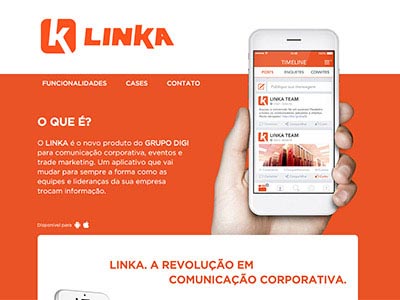 LINKA
FUNCIONALIDADES CASES CONTATO
O QUE É?
O LINKA é o novo produto do GRUPO DIGI
para comunicação corporativa, eventos e
trade marketing. Um aplicativo que vai
mudar para sempre a forma como as
equipes e lideranças da sua empresa
trocam informação.
Disponível para
TIMELINE
POSTS ENQUETES CONVITES
Publique sua mensagem
LINKA TEAM
LINKA TEAM
LINKA. A REVOLUÇÃO EM
COMUNICAÇÃO CORPORATIVA.